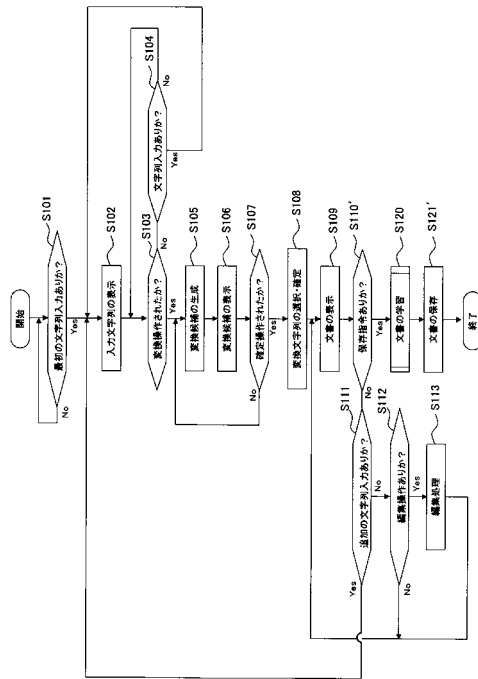 開始
S101
最初の文字列入力ありか?
No
Yes
S102
入力文字列の表示
S103
変換操作されたか?
No
Yes
S104
文字列入力ありか?
No
Yes
S105
変換候補の生成
S106
変換候補の表示
S107
確定操作されたか?
No
Yes
S108
変換文字列の選択・確定
S109
文書の表示
S110'
保存指令ありか?
No
Yes
S111
追加の文字列入力ありか?
Yes
No
S112
編集操作ありか?
No
Yes
S113
編集処理
S120
文書の学習
S121'
文書の保存
終了